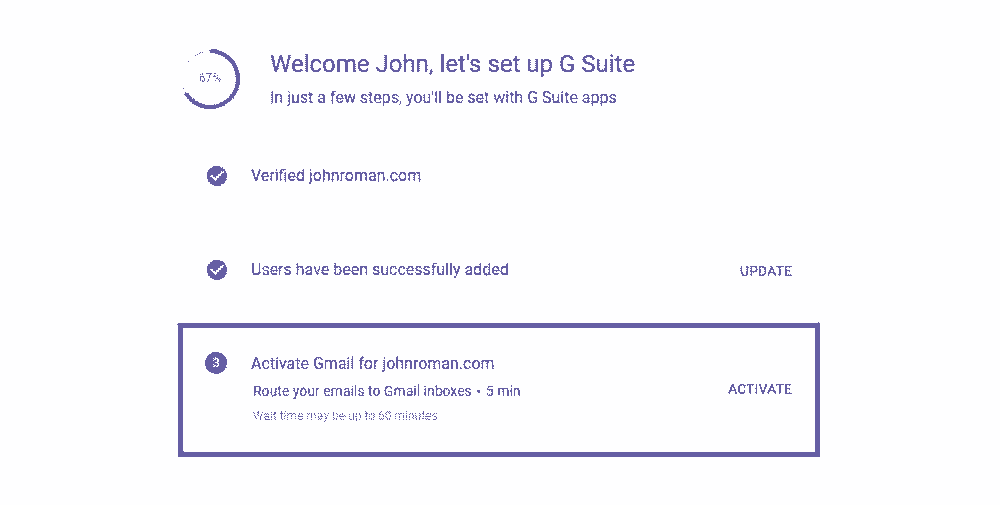 67%
Welcome John, let's set up G Suite
In just a few steps, you'll be set with G Suite apps
Verified johnroman.com
Users have been successfully added
UPDATE
3
Activate Gmail for johnroman.com
Route your emails to Gmail inboxes • 5 min
ACTIVATE
Wait time may be up to 60 minutes